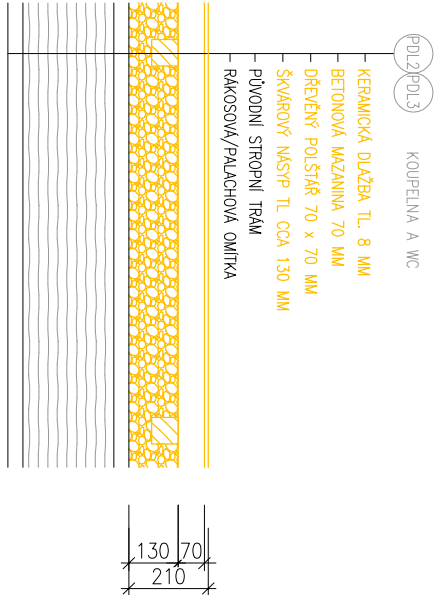 PDL2 PDL3 KOUPELNA A WC
KERAMICKÁ DLAŽBA TL. 8 MM
BETONOVÁ MAZANINA 70 MM
DŘEVĚNÝ POLŠTÁŘ 70 x 70 MM
ŠKVÁROVÝ NÁSYP TL CCA 130 MM
PŮVODNÍ STROPNÍ TRÁM
RÁKOSOVÁ/PALACHOVÁ OMÍTKA
130 70
210